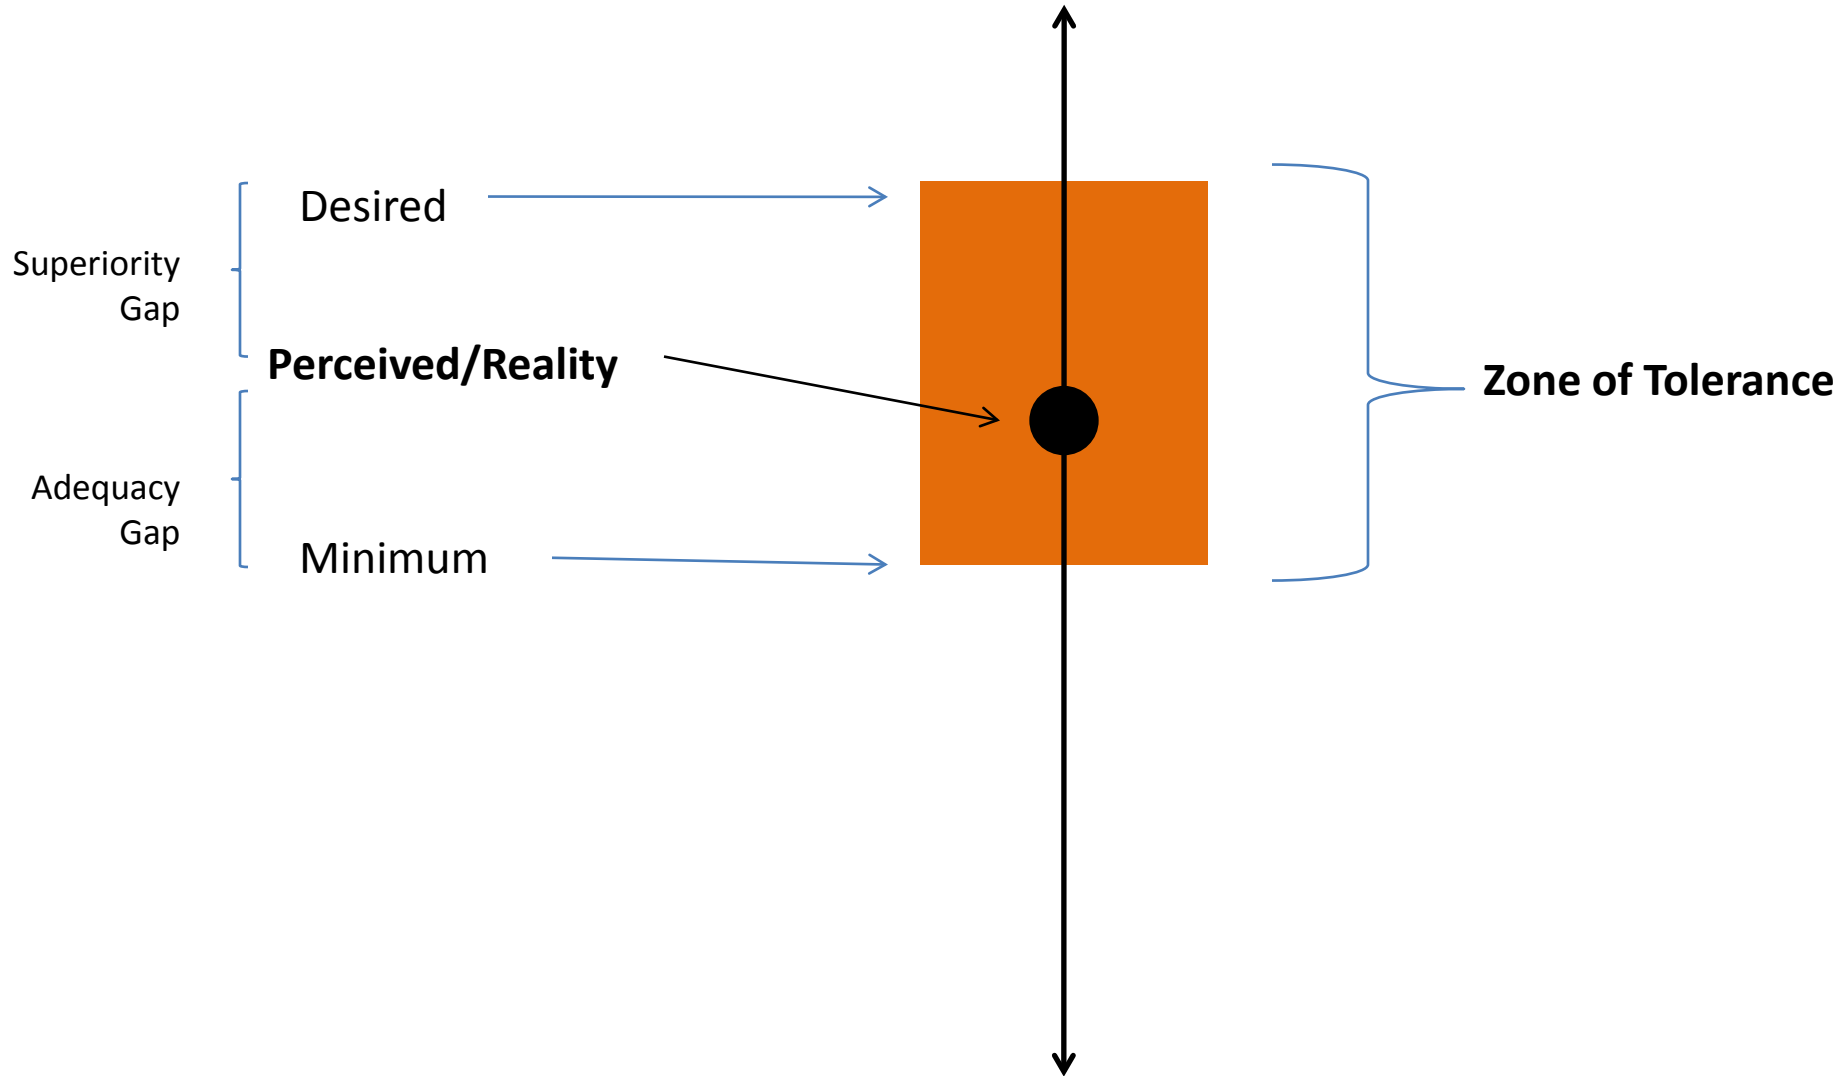 Desired
Superiority
Gap
Perceived/Reality
Zone of Tolerance
Adequacy
Gap
Minimum